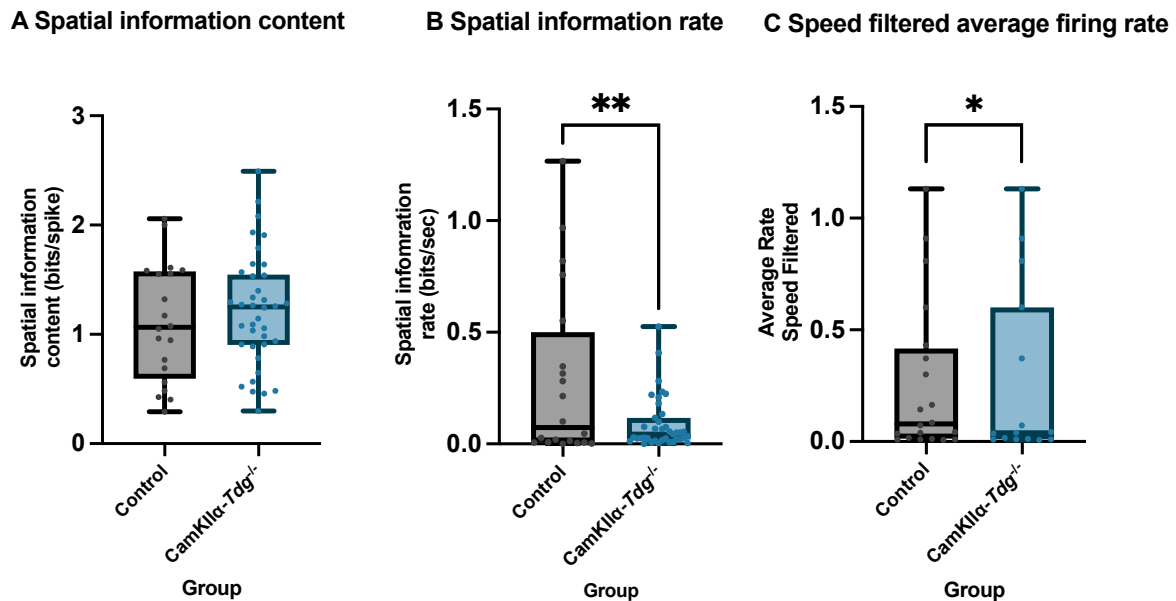 A Spatial information content
B Spatial information rate
C Speed filtered average firing rate
Spatial information
content (bits/spike)
3
2
1
0
Control
CamKIIα-Tdg-/-
Group
Spatial infomration
rate (bits/sec)
1.5
1.0
0.5
0.0
**
Control
CamKIIα-Tdg-/-
Group
Average Rate
Speed Filtered
1.5
1.0
0.5
0.0
*
Control
CamKIIα-Tdg-/-
Group